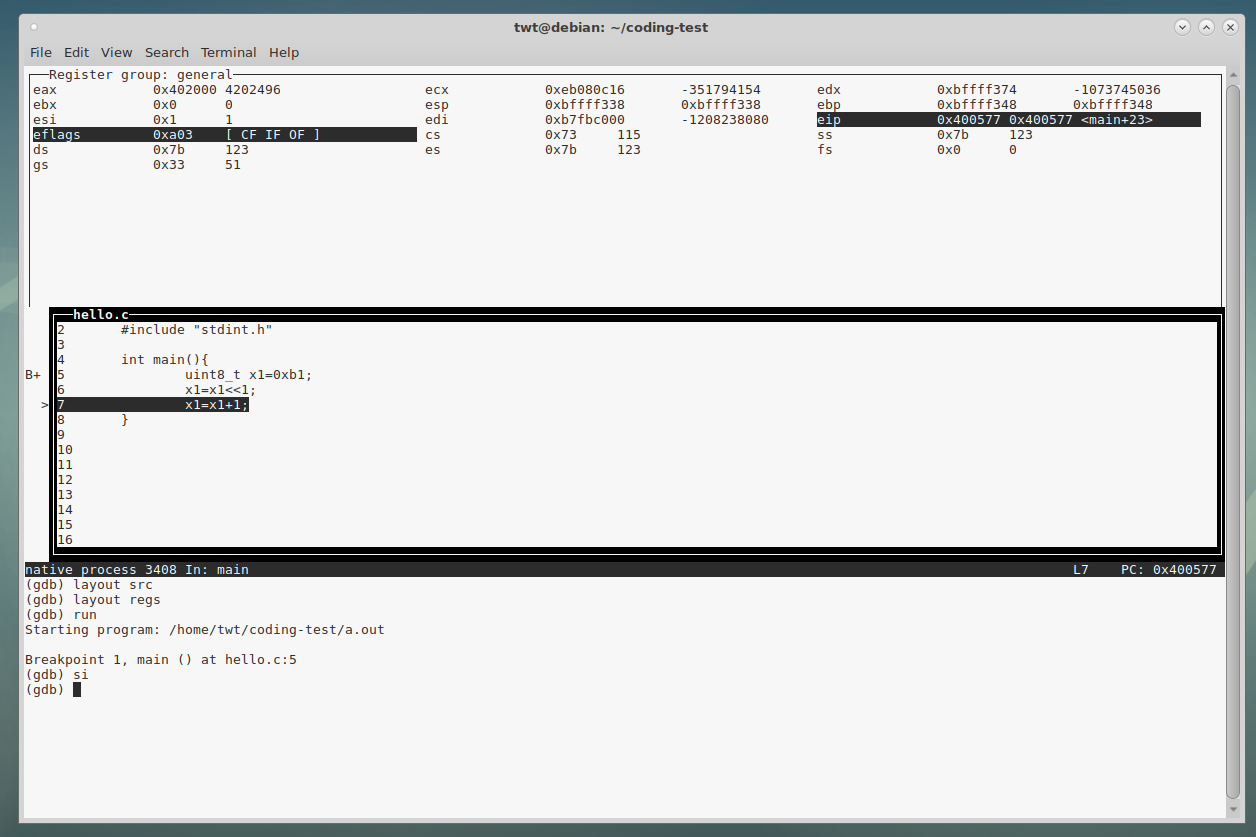 twt@debian: ~/coding-test
File Edit View Search Terminal Help
Register group: general
eax 0x402000 4202496 ecx 0xeb080c16 -351794154 edx 0xbffff374 -1073745036
ebx 0x0 0 esp 0xbffff338 0xbffff338 ebp 0xbffff348 0xbffff348
esi 0x1 1 edi 0xb7fbc000 -1208238080 eip 0x400577 0x400577 <main+23>
eflags 0xa03 [ CF IF OF ] cs 0x73 115 ss 0x7b 123
ds 0x7b 123 es 0x7b 123 fs 0x0 0
gs 0x33 51
hello.c
2 #include "stdint.h"
3
4 int main(){
B+ 5 uint8_t x1=0xb1;
6 x1=x1<<1;
> 7 x1=x1+1;
8 }
9
10
11
12
13
14
15
16
native process 3408 In: main L7 PC: 0x400577
(gdb) layout src
(gdb) layout regs
(gdb) run
Starting program: /home/twt/coding-test/a.out
Breakpoint 1, main () at hello.c:5
(gdb) si
(gdb)